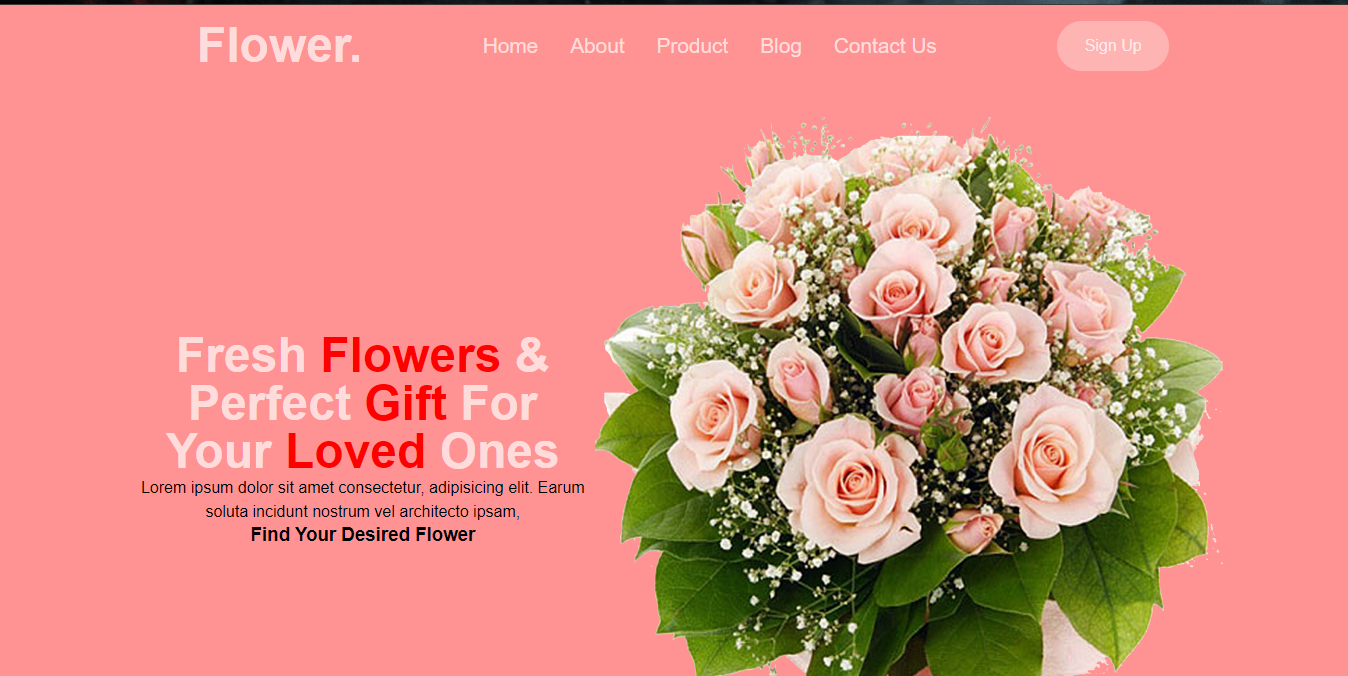 Flower.
Home About Product Blog Contact Us
Sign Up
Fresh Flowers &
Perfect Gift For
Your Loved Ones
Lorem ipsum dolor sit amet consectetur, adipisicing elit. Earum
soluta incidunt nostrum vel architecto ipsam,
Find Your Desired Flower